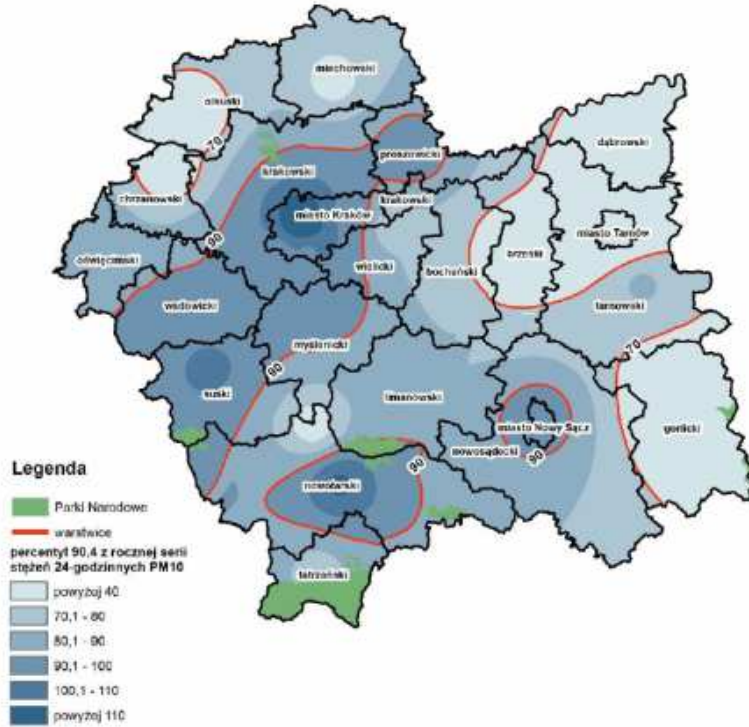 miechowski
olkuski
70
dąbrowski
proszowicki
krakowski
chrzanowski
krakowski
miasto Kraków
miasto Tarnów
90
oświęcimski
wielicki
bocheński
brzeski
wadowicki
tarnowski
myślenicki
70
90
suski
limanowski
miasto Nowy Sącz
gorlicki
nowosądecki
90
90
nowotarski
tatrzański
Legenda
Parki Narodowe
warstwice
percentyl 90,4 z rocznej serii
stężeń 24-godzinnych PM10
powyżej 40
70,1 - 80
80,1 - 90
90,1 - 100
100,1 - 110
powyżej 110